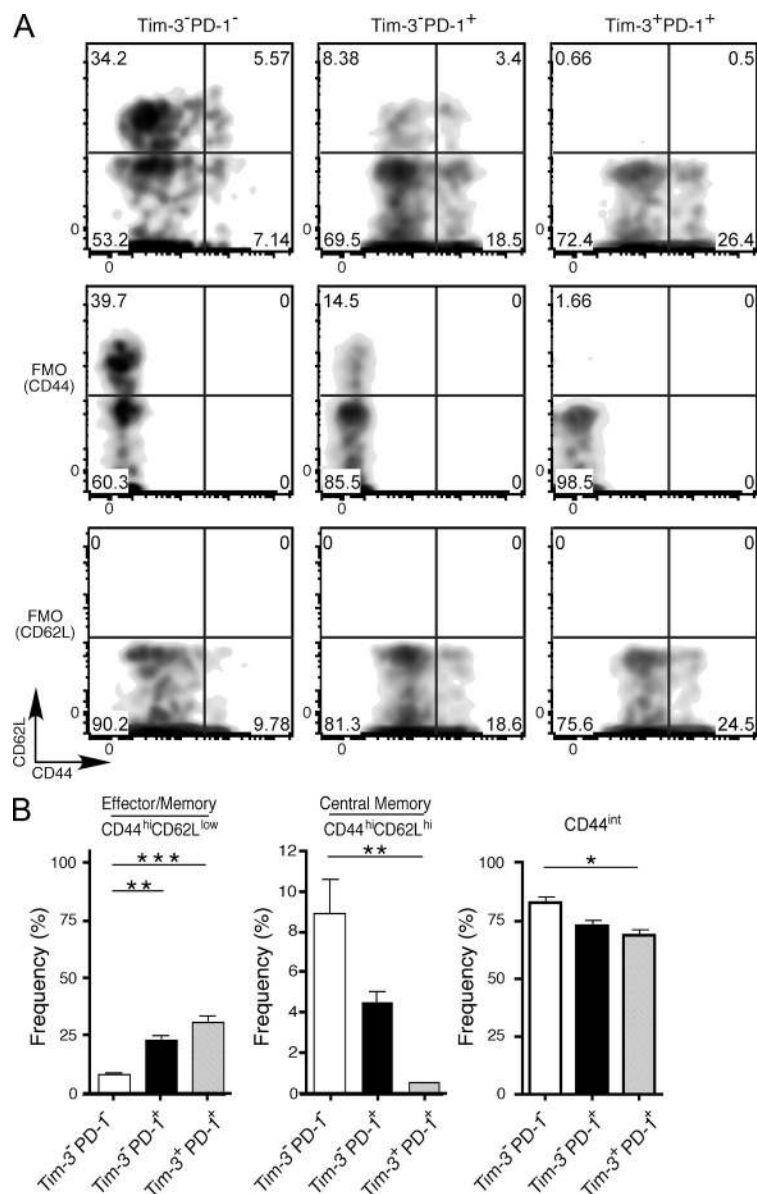 A
Tim-3⁻PD-1⁻ Tim-3⁻PD-1⁺ Tim-3⁺PD-1⁺
34.2 5.57 8.38 3.4 0.66 0.5
0 0 0
53.2 7.14 69.5 18.5 72.4 26.4
0 0 0
39.7 0 14.5 0 1.66 0
FMO
(CD44)
0 0 0
60.3 0 85.5 0 98.5 0
0 0 0
0 0 0 0 0 0
FMO
(CD62L)
0 0 0
90.2 9.78 81.3 18.6 75.6 24.5
0 0 0
CD62L
CD44
B
Effector/Memory
CD44ʰⁱCD62Lˡᵒʷ
Frequency (%)
100
75
50
25
0
***
**
Tim-3⁻PD-1⁻
Tim-3⁻PD-1⁺
Tim-3⁺PD-1⁺
Central Memory
CD44ʰⁱCD62Lʰⁱ
Frequency (%)
12
10
8
6
4
2
0
**
Tim-3⁻PD-1⁻
Tim-3⁻PD-1⁺
Tim-3⁺PD-1⁺
CD44ⁱⁿᵗ
Frequency (%)
100
75
50
25
0
*
Tim-3⁻PD-1⁻
Tim-3⁻PD-1⁺
Tim-3⁺PD-1⁺